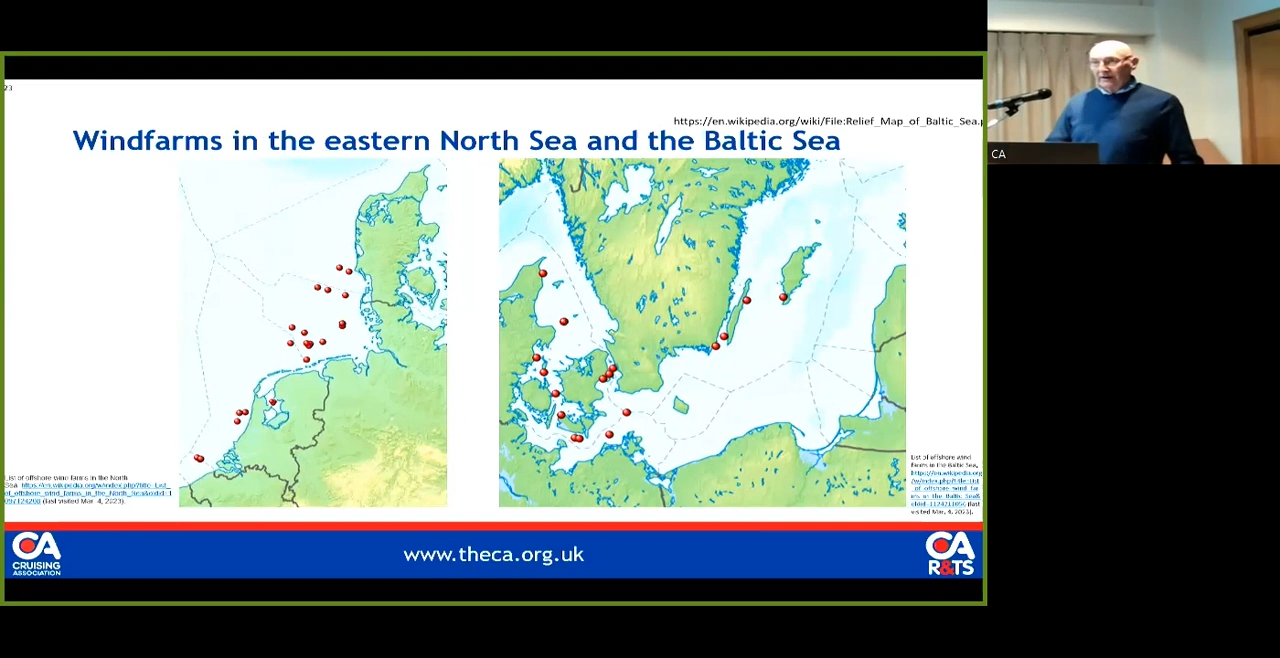 23
https://en.wikipedia.org/wiki/File:Relief_Map_of_Baltic_Sea.p
Windfarms in the eastern North Sea and the Baltic Sea
CA
List of offshore wind farms in the North
Sea, https://en.wikipedia.org/w/index.php?title=List_
of_offshore_wind_farms_in_the_North_Sea&oldid=1
(last visited Mar. 4, 2023).
List of offshore wind
farms in the Baltic Sea,
https://en.wikipedia.org
/w/index.php?title=List
_of_offshore_wind_far
ms_in_the_Baltic_Sea&
(last
visited Mar. 4, 2023).
CA
CRUISING
ASSOCIATION
www.theca.org.uk
CA
R&TS